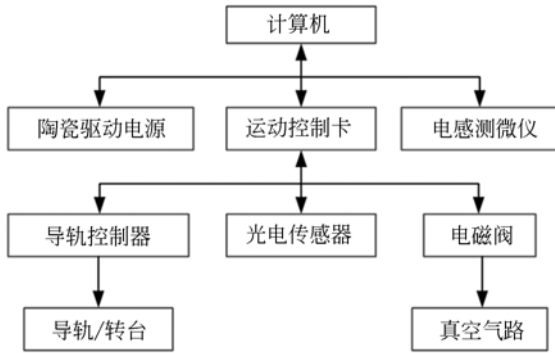 计算机
陶瓷驱动电源
运动控制卡
电感测微仪
导轨控制器
光电传感器
电磁阀
导轨/转台
真空气路